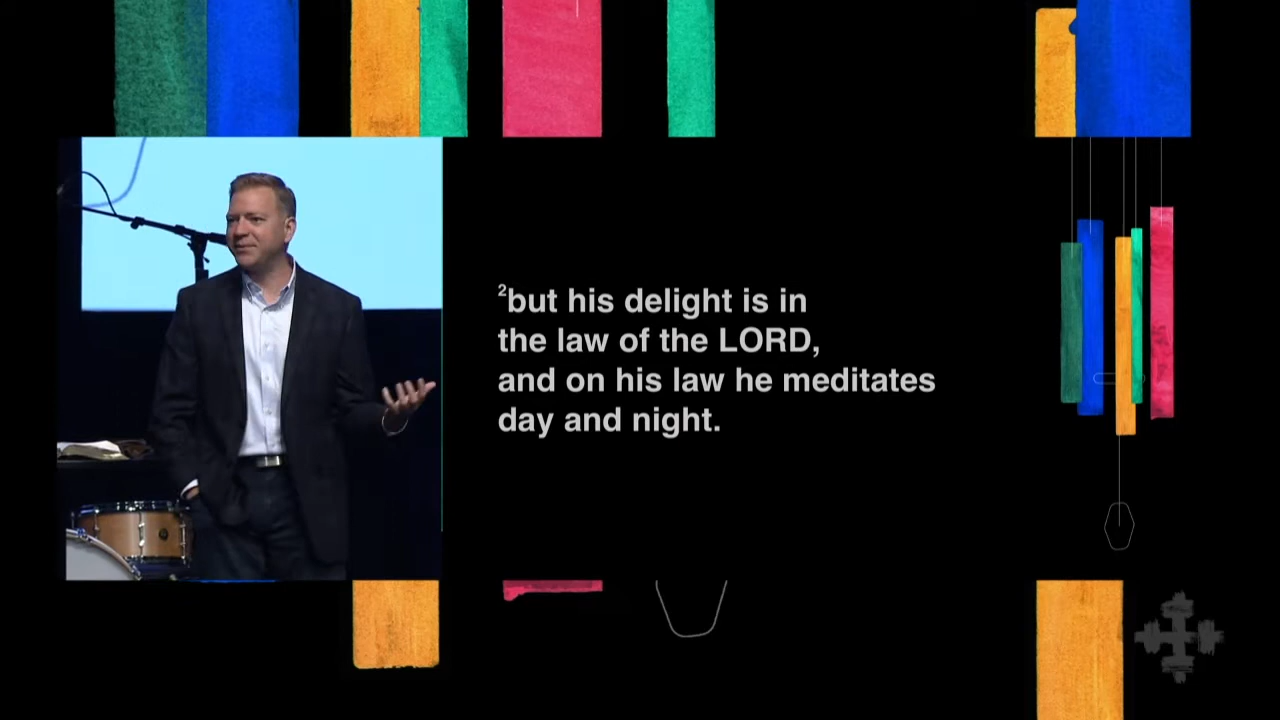 ²but his delight is in
the law of the LORD,
and on his law he meditates
day and night.